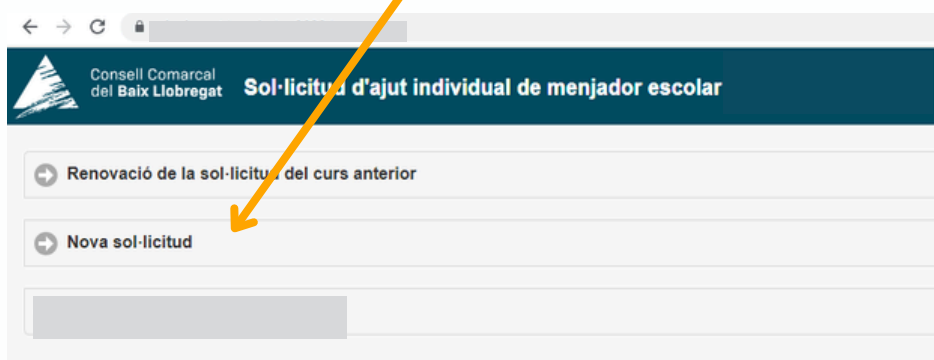 Consell Comarcal
del Baix Llobregat
Sol·licitud d'ajut individual de menjador escolar
Renovació de la sol·licitud del curs anterior
Nova sol·licitud